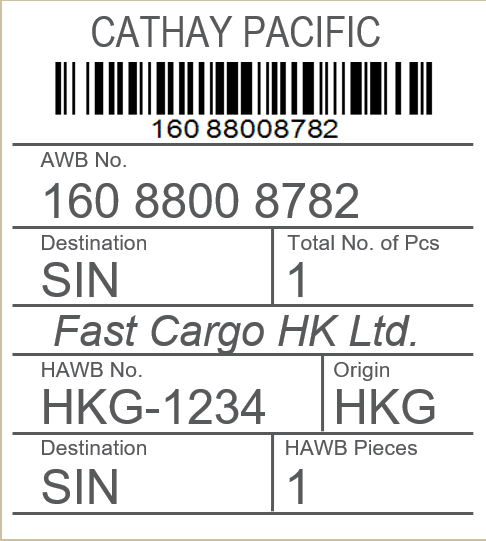 CATHAY PACIFIC
160 88008782
AWB No.
160 8800 8782
Destination Total No. of Pcs
SIN 1
Fast Cargo HK Ltd.
HAWB No. Origin
HKG-1234 HKG
Destination HAWB Pieces
SIN 1